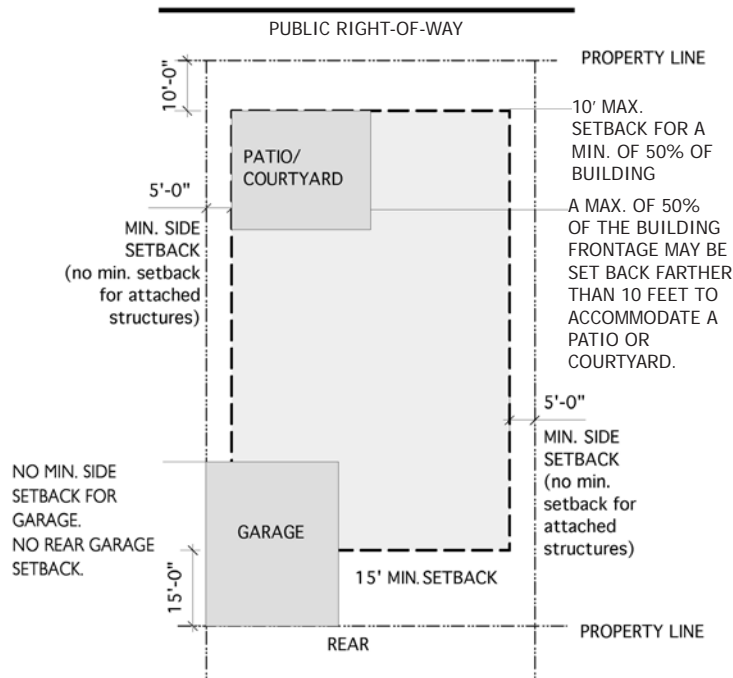 PUBLIC RIGHT-OF-WAY
PROPERTY LINE
10'-0"
10' MAX.
SETBACK FOR A
MIN. OF 50% OF
BUILDING
PATIO/
COURTYARD
5'-0"
MIN. SIDE
SETBACK
(no min. setback
for attached
structures)
A MAX. OF 50%
OF THE BUILDING
FRONTAGE MAY BE
SET BACK FARTHER
THAN 10 FEET TO
ACCOMMODATE A
PATIO OR
COURTYARD.
5'-0"
MIN. SIDE
SETBACK
(no min.
setback for
attached
structures)
NO MIN. SIDE
SETBACK FOR
GARAGE.
NO REAR GARAGE
SETBACK.
GARAGE
15'-0"
15' MIN. SETBACK
REAR
PROPERTY LINE